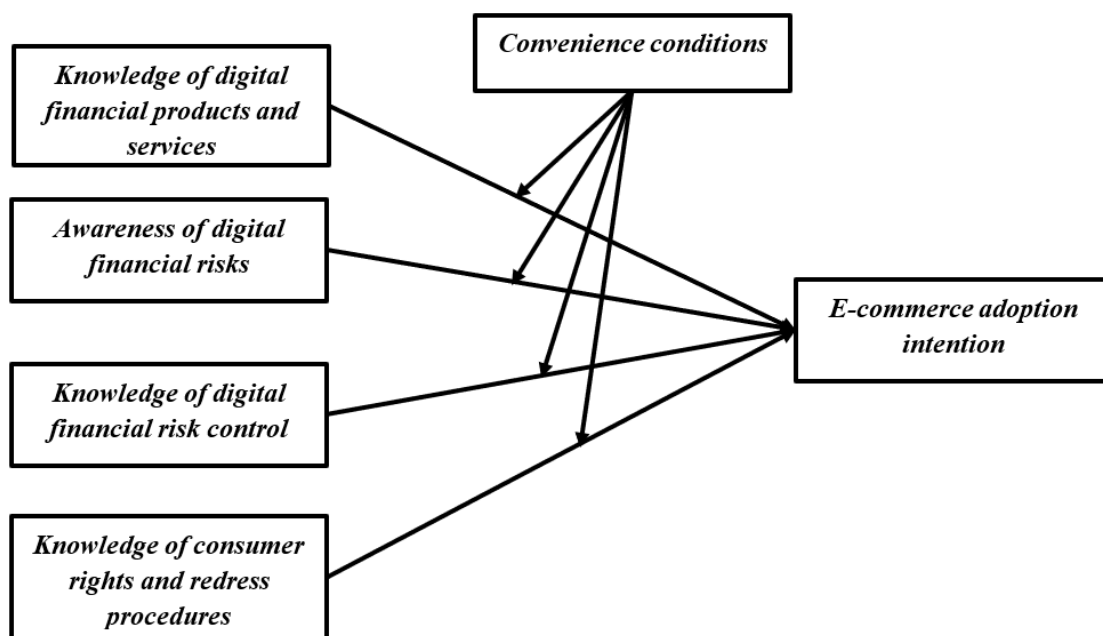 Convenience conditions
Knowledge of digital
financial products and
services
Awareness of digital
financial risks
E-commerce adoption
intention
Knowledge of digital
financial risk control
Knowledge of consumer
rights and redress
procedures